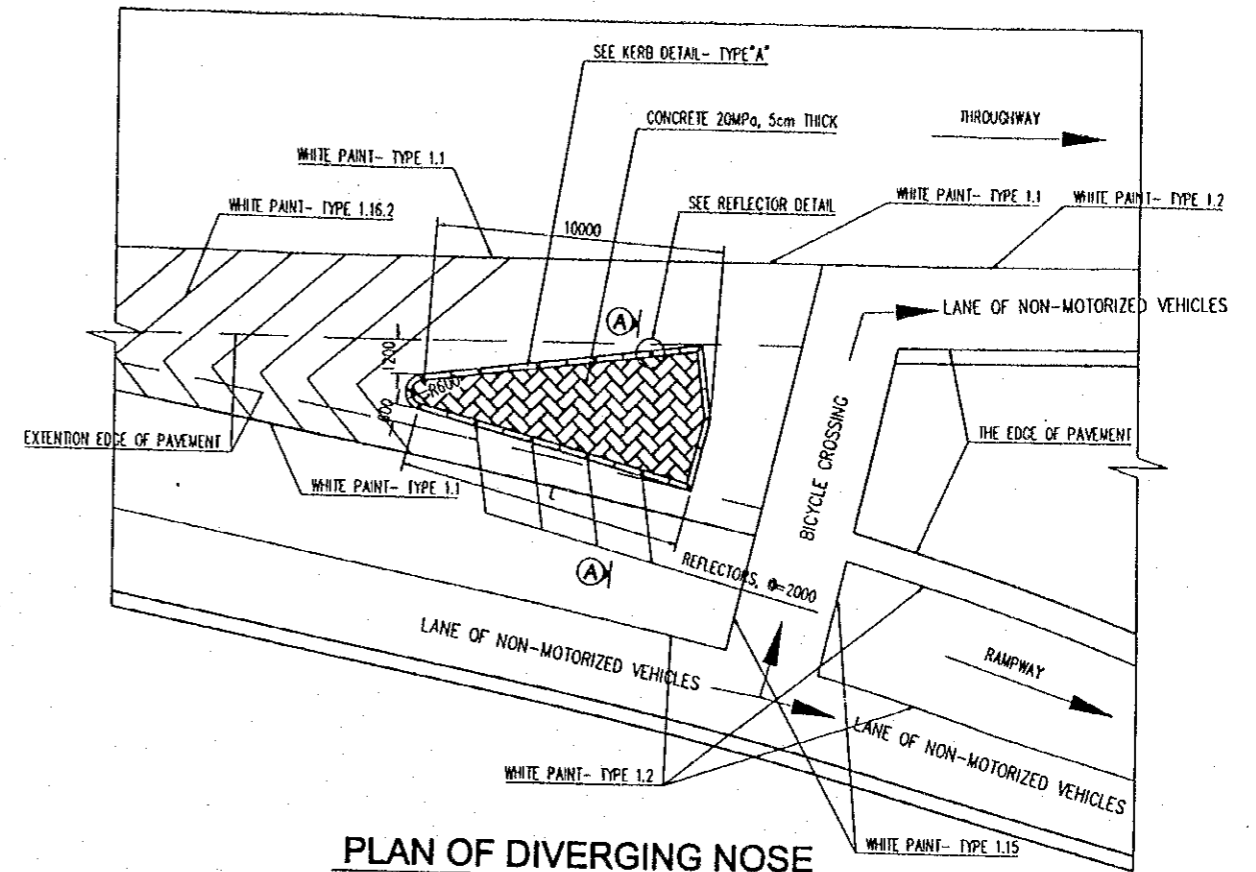 SEE KERB DETAIL- TYPE"A"
CONCRETE 20MPa, 5cm THICK
THROUGHWAY
WHITE PAINT- TYPE 1.1
WHITE PAINT- TYPE 1.16.2
SEE REFLECTOR DETAIL
WHITE PAINT- TYPE 1.1
WHITE PAINT- TYPE 1.2
10000
LANE OF NON-MOTORIZED VEHICLES
A
1200
R600
800
BICYCLE CROSSING
EXTENTION EDGE OF PAVEMENT
THE EDGE OF PAVEMENT
WHITE PAINT- TYPE 1.1
L
A
REFLECTORS, @=2000
LANE OF NON-MOTORIZED VEHICLES
RAMPWAY
LANE OF NON-MOTORIZED VEHICLES
WHITE PAINT- TYPE 1.2
WHITE PAINT- TYPE 1.15
PLAN OF DIVERGING NOSE